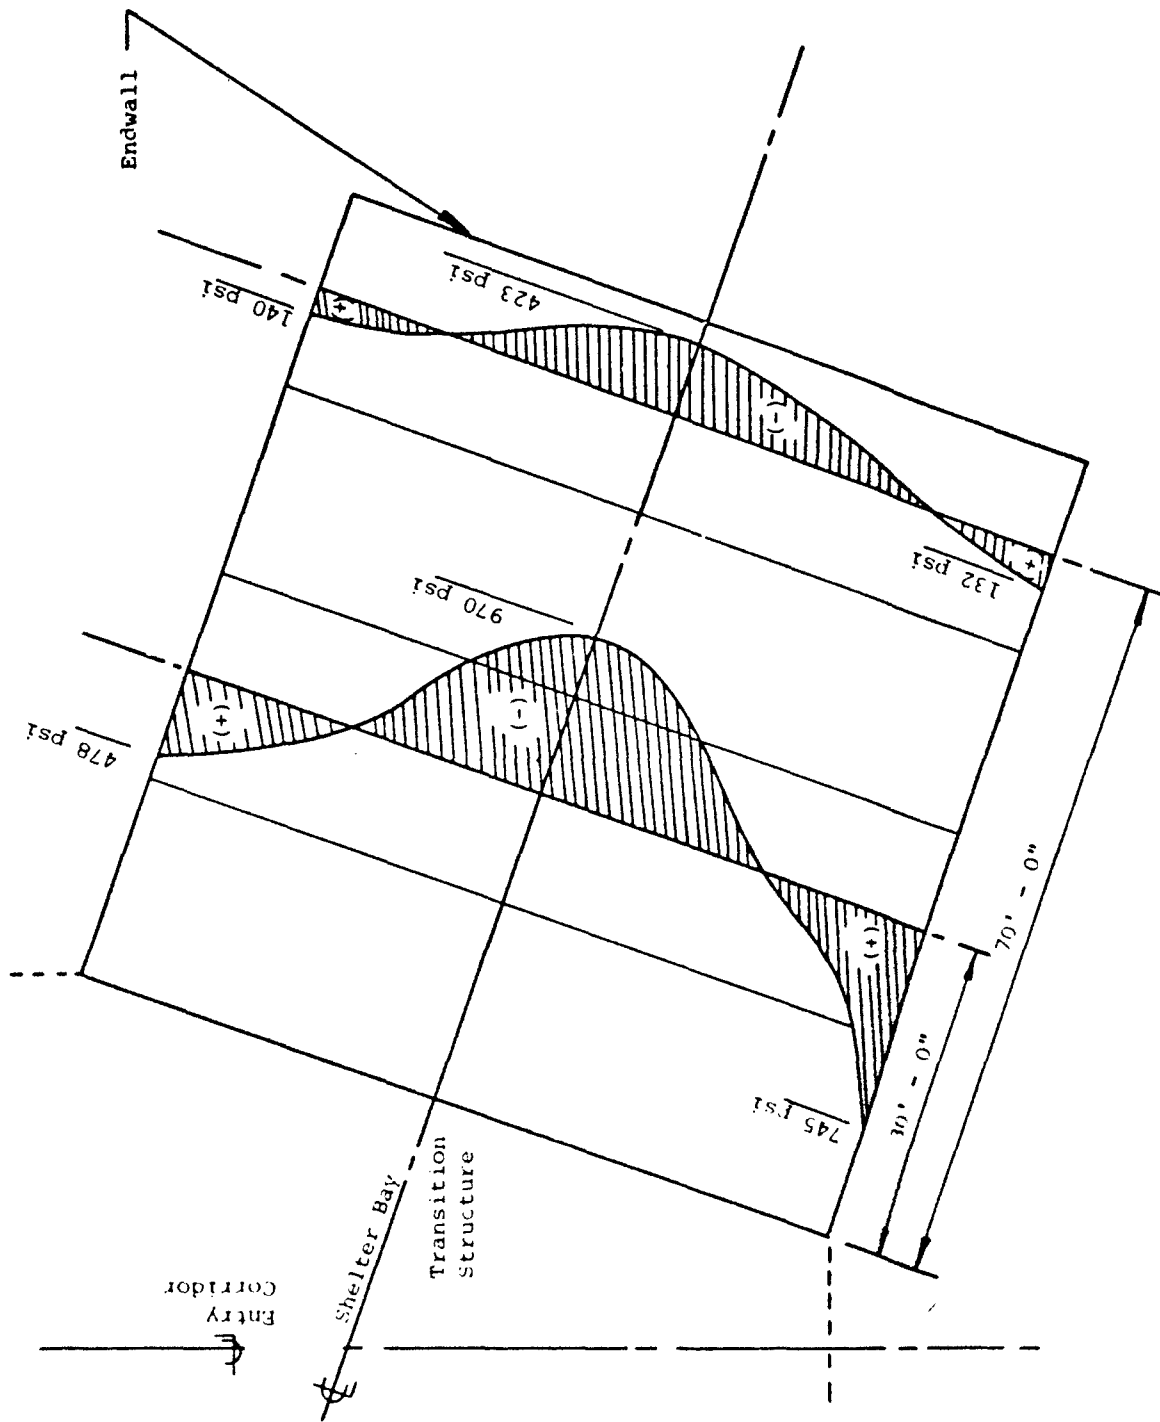 Endwall
140 psi
(+)
423 psi
(-)
132 psi
(+)
970 psi
478 psi
(+)
(-)
(+)
745 psi
30' - 0"
70' - 0"
Shelter Bay
Transition
Structure
Entry
Corridor